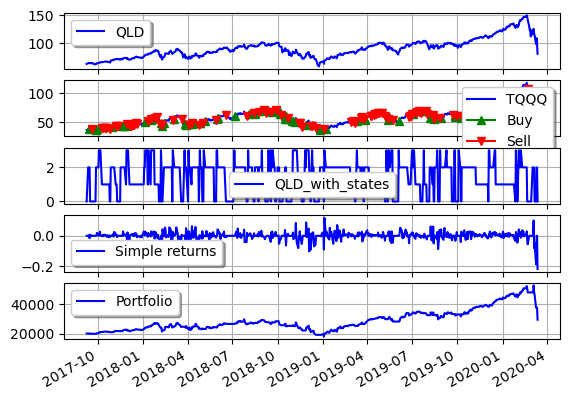 150
QLD
100
100
TQQQ
Buy
50
Sell
2
QLD_with_states
0
0.0
Simple returns
−0.2
Portfolio
40000
20000
2017-10 2018-01 2018-04 2018-07 2018-10 2019-01 2019-04 2019-07 2019-10 2020-01 2020-04